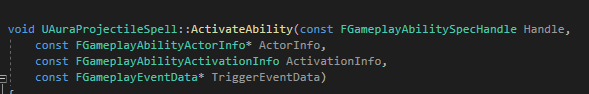 void UAuraProjectileSpell::ActivateAbility(const FGameplayAbilitySpecHandle Handle,
const FGameplayAbilityActorInfo* ActorInfo,
const FGameplayAbilityActivationInfo ActivationInfo,
const FGameplayEventData* TriggerEventData)